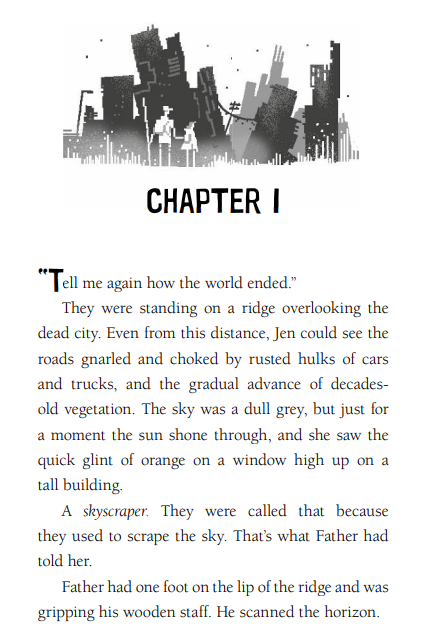 CHAPTER 1
"Tell me again how the world ended."
They were standing on a ridge overlooking the
dead city. Even from this distance, Jen could see the
roads gnarled and choked by rusted hulks of cars
and trucks, and the gradual advance of decades-
old vegetation. The sky was a dull grey, but just for
a moment the sun shone through, and she saw the
quick glint of orange on a window high up on a
tall building.
A skyscraper. They were called that because
they used to scrape the sky. That's what Father had
told her.
Father had one foot on the lip of the ridge and was
gripping his wooden staff. He scanned the horizon.